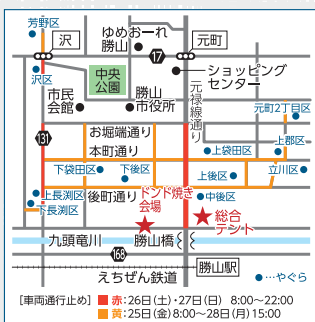 芳野区
沢
ゆめおーれ
勝山
元町
17
沢区
中央
公園
ショッピング
センター
市民
会館
勝山
市役所
元禄線通り
元町2丁目区
131
お堀端通り
本町通り
上袋田区
上郡区
下袋田区
下後区
上後区
立川区
上長渕区
下長渕区
後町通り
ドンド焼き
会場
中後区
総合
テント
九頭竜川
勝山橋
168
勝山駅
えちぜん鉄道
●…やぐら
[車両通行止め]
赤:26日(土)・27日(日) 8:00〜22:00
黄:25日(金)8:00〜28日(月)15:00